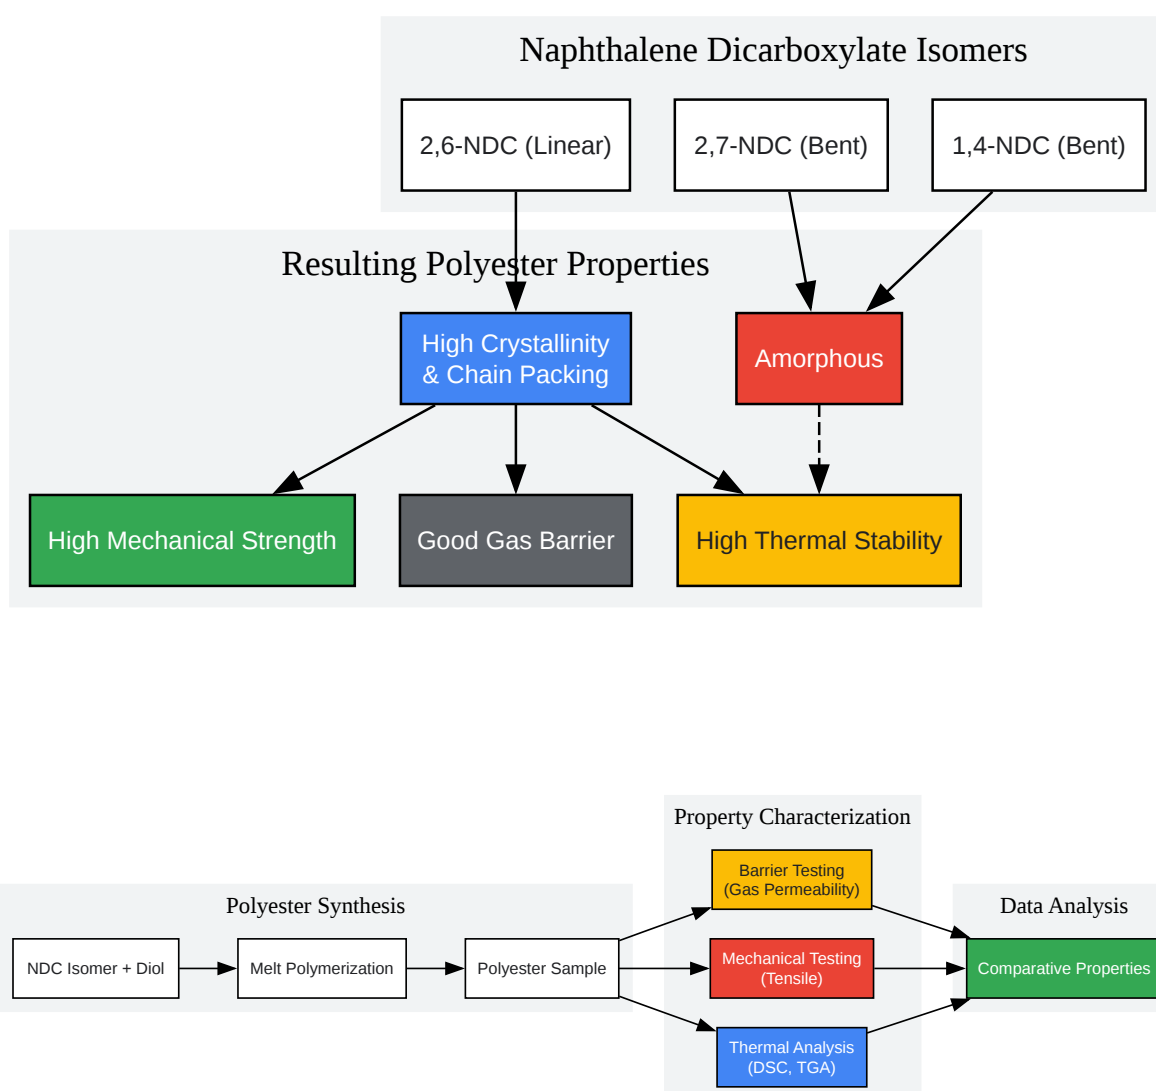 Naphthalene Dicarboxylate Isomers
2,6-NDC (Linear)
2,7-NDC (Bent)
1,4-NDC (Bent)
Resulting Polyester Properties
High Crystallinity
& Chain Packing
Amorphous
High Mechanical Strength
Good Gas Barrier
High Thermal Stability
Polyester Synthesis
NDC Isomer + Diol
Melt Polymerization
Polyester Sample
Property Characterization
Barrier Testing
(Gas Permeability)
Mechanical Testing
(Tensile)
Thermal Analysis
(DSC, TGA)
Data Analysis
Comparative Properties